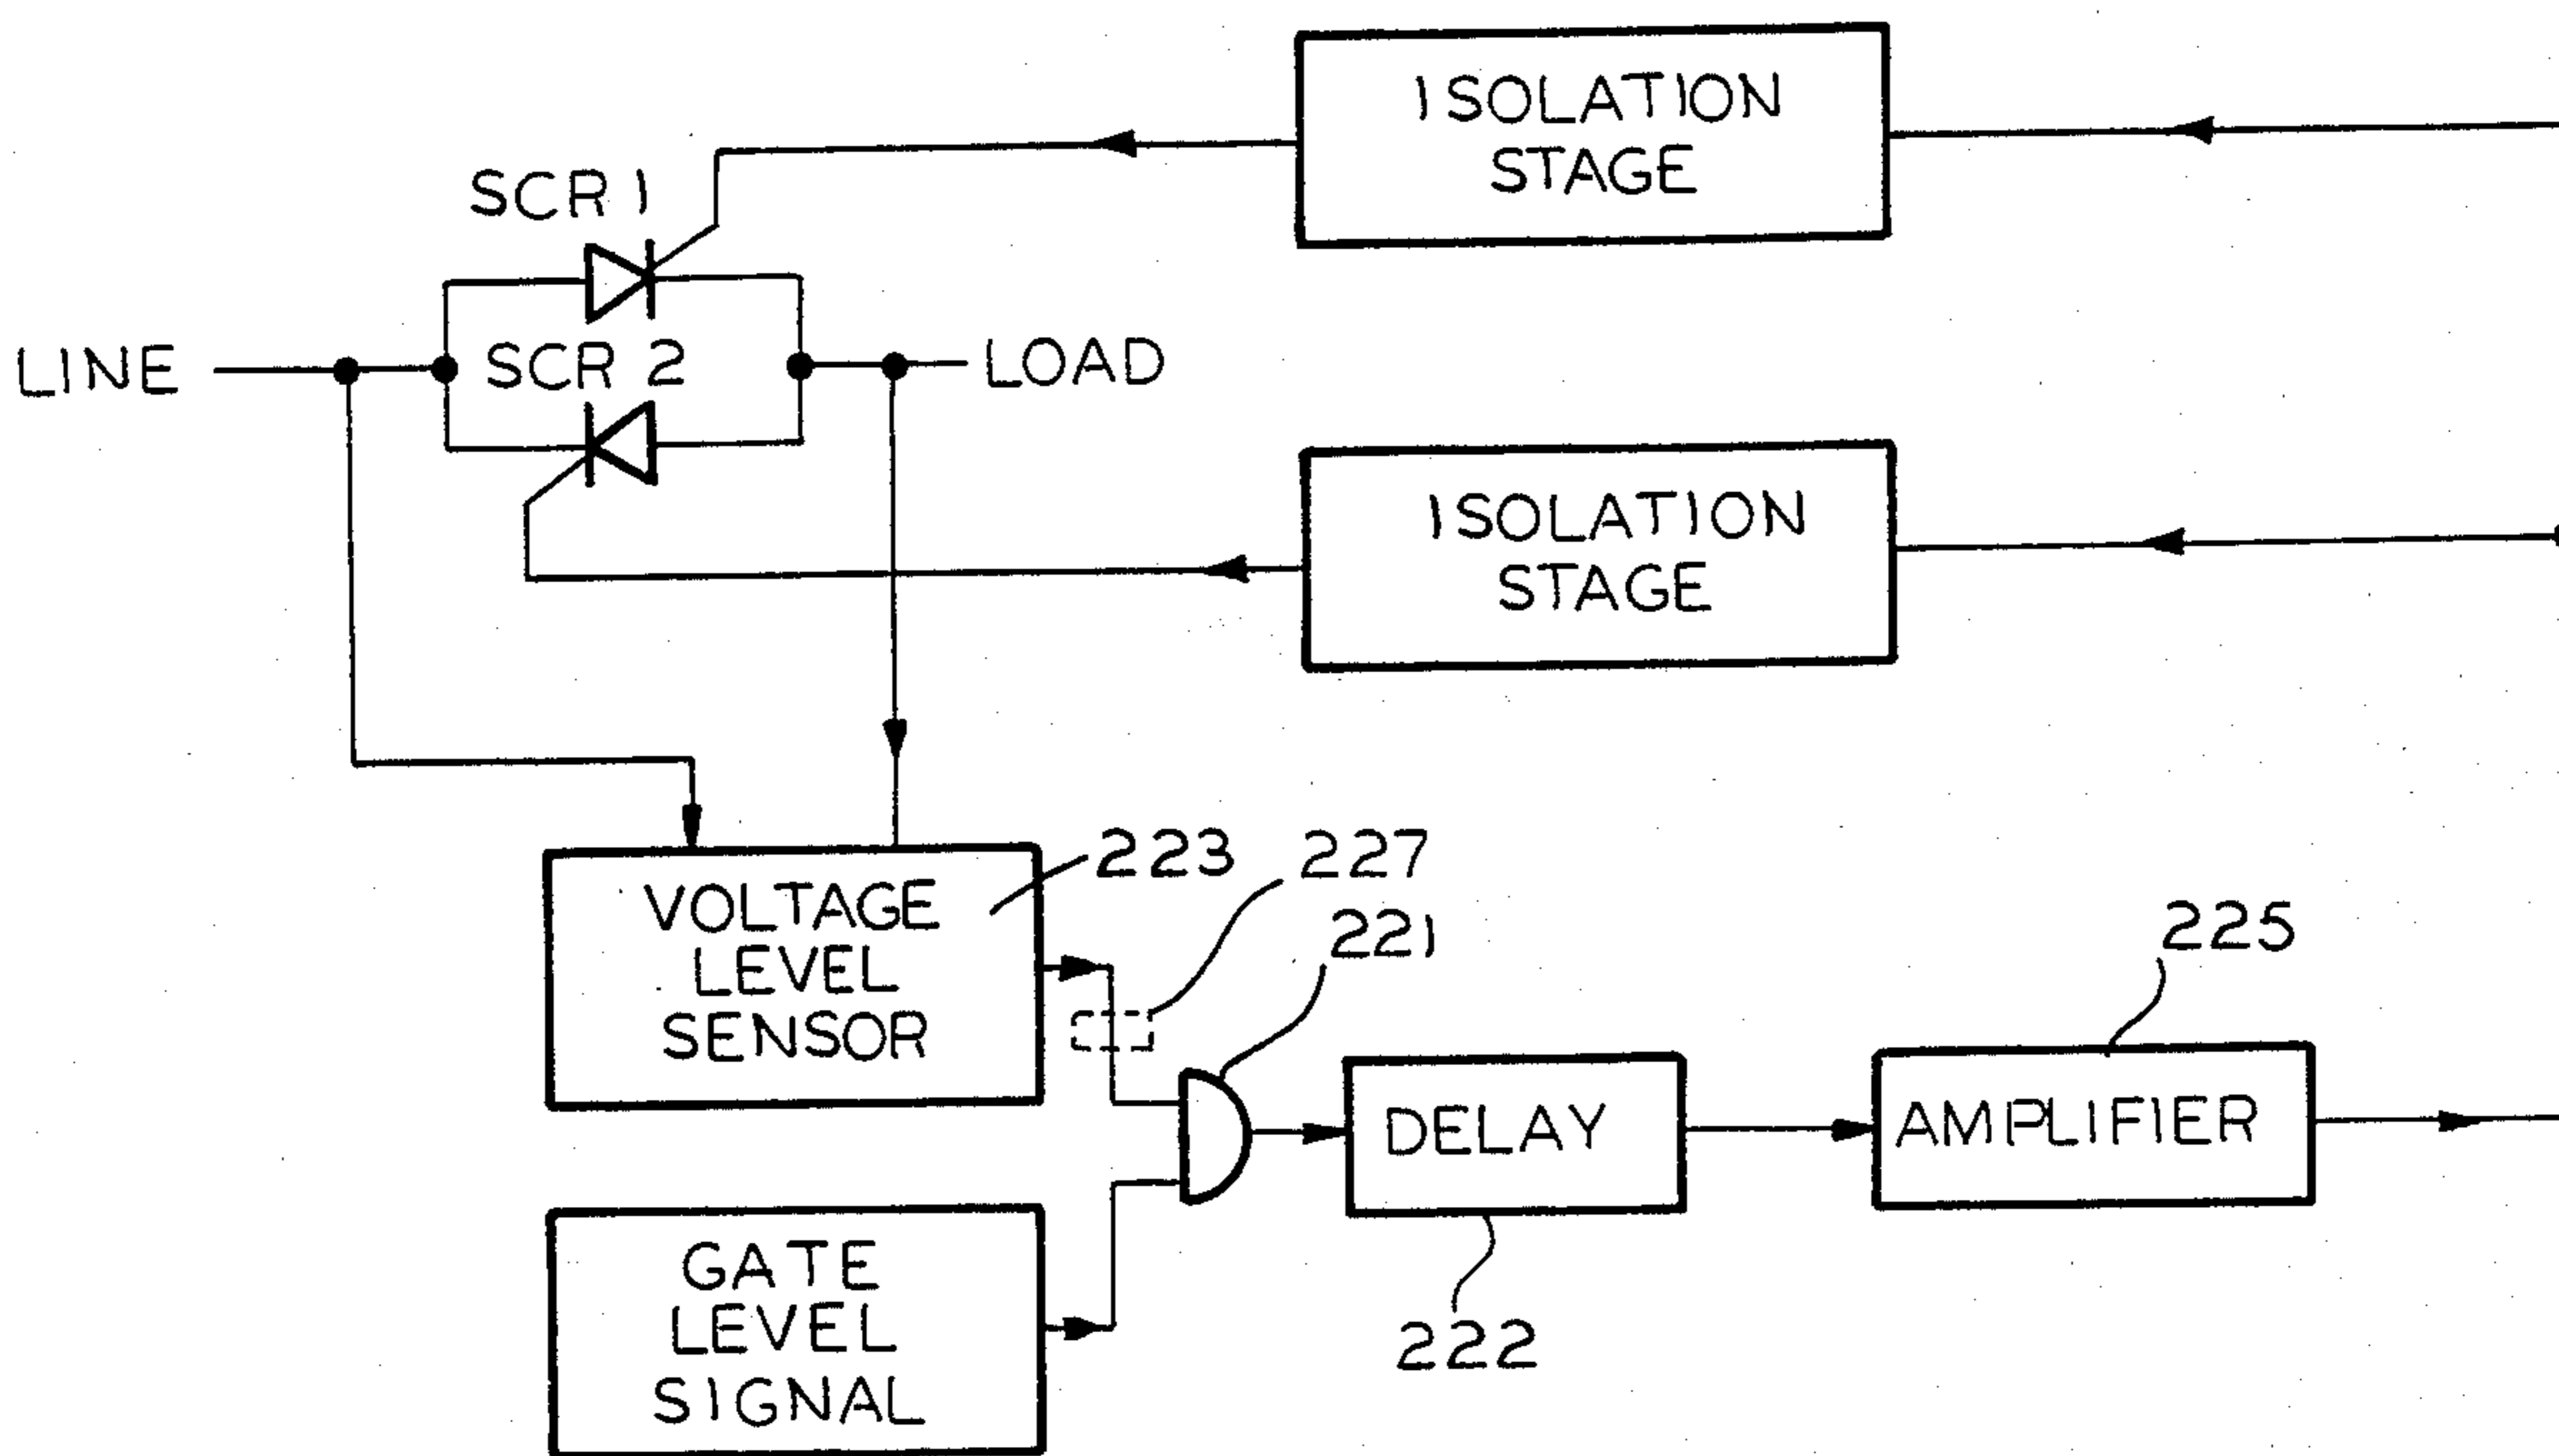 ISOLATION
STAGE
SCR 1
LINE
SCR 2
LOAD
ISOLATION
STAGE
223
227
VOLTAGE
LEVEL
SENSOR
221
225
DELAY
AMPLIFIER
GATE
LEVEL
SIGNAL
222